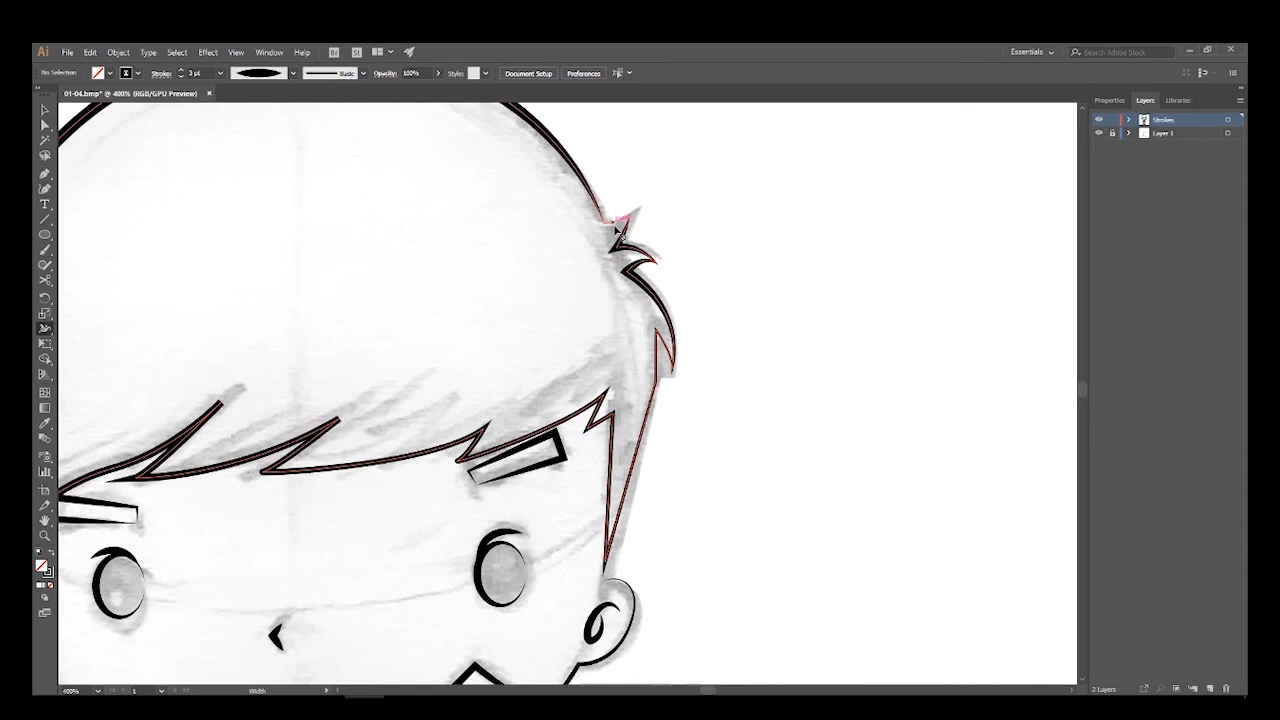 Ai File Edit Object Type Select Effect View Window Help Br St Essentials Search Adobe Stock
No Selection Stroke: 3 pt Basic Opacity: 100% Style: Document Setup Preferences
01-04.bmp* @ 400% (RGB/GPU Preview) × Properties Layers Libraries
Strokes
Layer 1
T
400% 1 Width 2 Layers